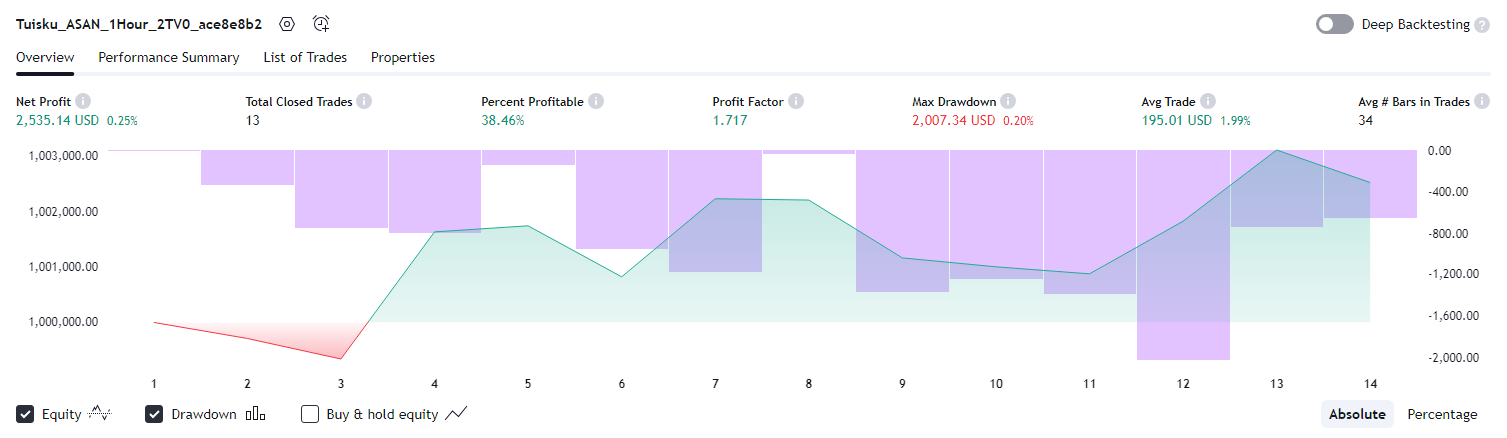 Tuisku_ASAN_1Hour_2TV0_ace8e8b2 Deep Backtesting ?
Overview Performance Summary List of Trades Properties
Net Profit i Total Closed Trades i Percent Profitable i Profit Factor i Max Drawdown i Avg Trade i Avg # Bars in Trades i
2,535.14 USD 0.25% 13 38.46% 1.717 2,007.34 USD 0.20% 195.01 USD 1.99% 34
1,003,000.00 0.00
-400.00
1,002,000.00
-800.00
1,001,000.00 -1,200.00
1,000,000.00 -1,600.00
-2,000.00
1 2 3 4 5 6 7 8 9 10 11 12 13 14
Equity Drawdown Buy & hold equity Absolute Percentage